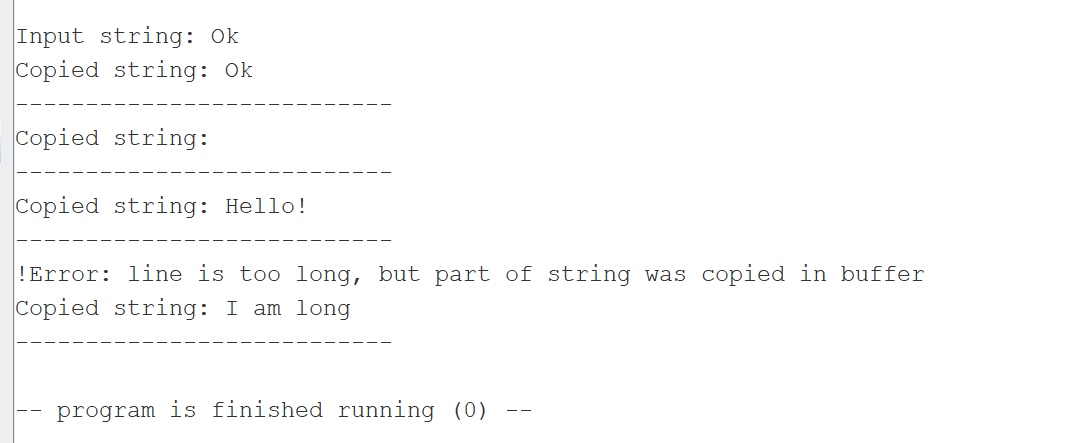 Input string: Ok
Copied string: Ok
---------------------------
Copied string:
---------------------------
Copied string: Hello!
---------------------------
!Error: line is too long, but part of string was copied in buffer
Copied string: I am long
---------------------------
-- program is finished running (0) --